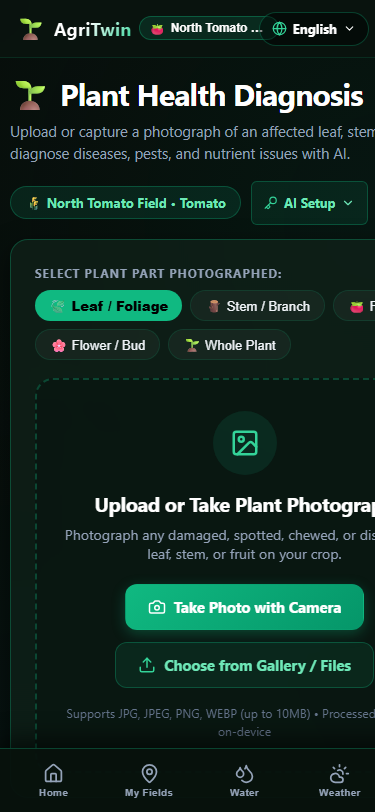 AgriTwin
North Tomato ...
English
Plant Health Diagnosis
Upload or capture a photograph of an affected leaf, stem
diagnose diseases, pests, and nutrient issues with AI.
North Tomato Field • Tomato
AI Setup
SELECT PLANT PART PHOTOGRAPHED:
Leaf / Foliage
Stem / Branch
F
Flower / Bud
Whole Plant
Upload or Take Plant Photograp
Photograph any damaged, spotted, chewed, or dis
leaf, stem, or fruit on your crop.
Take Photo with Camera
Choose from Gallery / Files
Supports JPG, JPEG, PNG, WEBP (up to 10MB) • Processed
on-device
Home
My Fields
Water
Weather